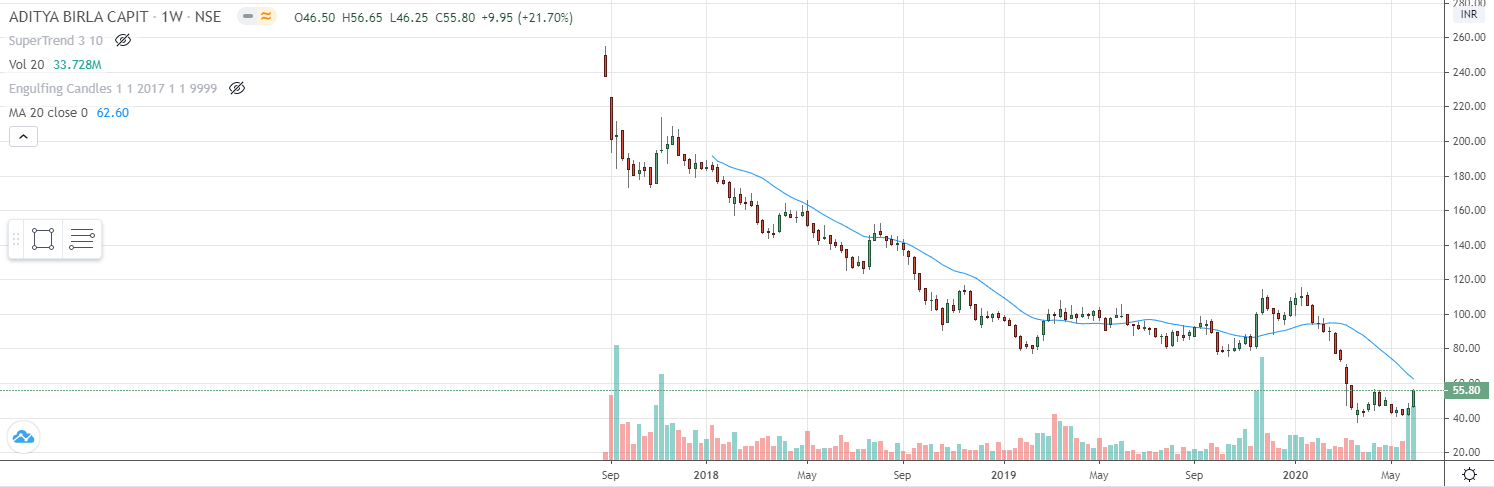 ADITYA BIRLA CAPIT · 1W · NSE O46.50 H56.65 L46.25 C55.80 +9.95 (+21.70%)
SuperTrend 3 10
Vol 20 33.728M
Engulfing Candles 1 1 2017 1 1 9999
MA 20 close 0 62.60
280.00
INR
260.00
240.00
220.00
200.00
180.00
160.00
140.00
120.00
100.00
80.00
60.00
55.80
40.00
20.00
Sep 2018 May Sep 2019 May Sep 2020 May